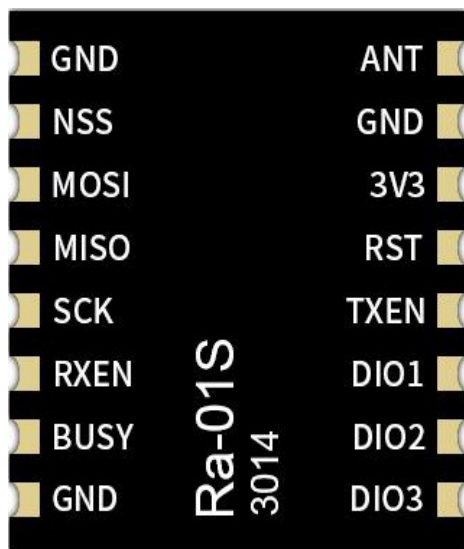 GND ANT
NSS GND
MOSI 3V3
MISO RST
SCK TXEN
RXEN DIO1
BUSY DIO2
GND DIO3
Ra-01S
3014